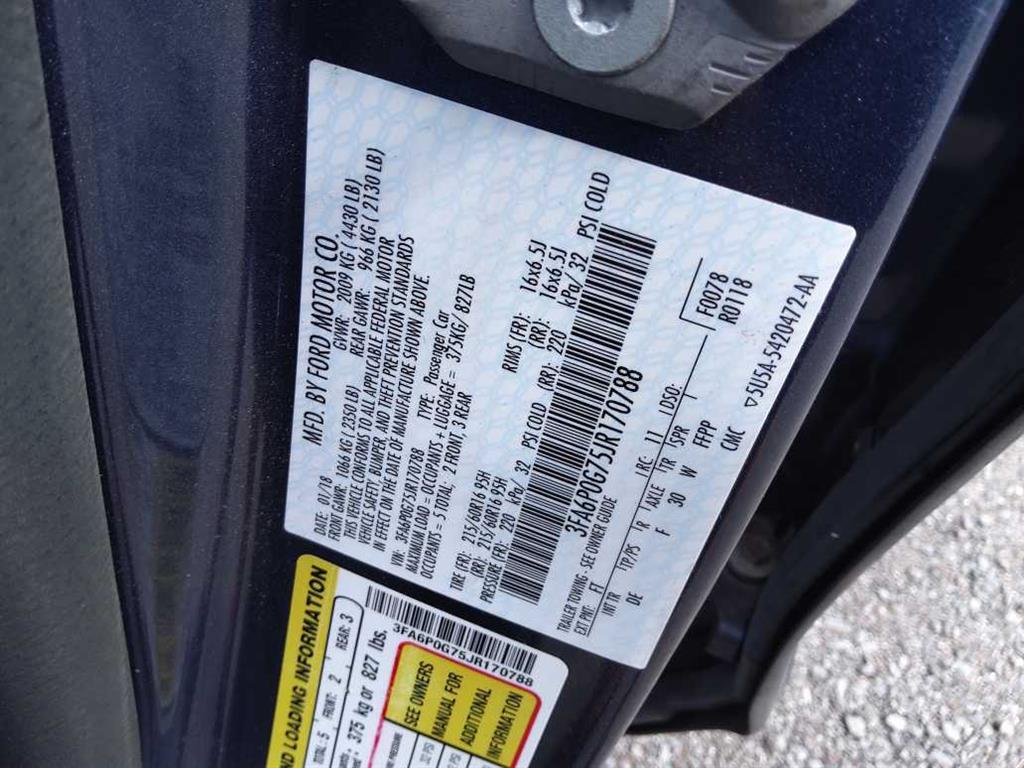 MFD. BY FORD MOTOR CO.
DATE: 01/18 GVWR: 2009 KG ( 4430 LB)
FRONT GAWR: 1066 KG ( 2350 LB) REAR GAWR: 966 KG ( 2130 LB)
THIS VEHICLE CONFORMS TO ALL APPLICABLE FEDERAL MOTOR
VEHICLE SAFETY, BUMPER, AND THEFT PREVENTION STANDARDS
IN EFFECT ON THE DATE OF MANUFACTURE SHOWN ABOVE.
VIN: 3FA6P0G75JR170788 TYPE: Passenger Car
MAXIMUM LOAD = OCCUPANTS + LUGGAGE = 375KG/ 827LB
OCCUPANTS = 5 TOTAL: 2 FRONT, 3 REAR
TIRE (FR): 215/60R16 95H RIMS (FR): 16x6.5J
(RR): 215/60R16 95H (RR): 16x6.5J
PRESSURE (FR): 220 kPa/ 32 PSI COLD (RR): 220 kPa/ 32 PSI COLD
3FA6P0G75JR170788
TRAILER TOWING - SEE OWNER GUIDE
EXT PNT: FT RC: 11 DSO: F0078
R0118
INT TR TP/PS R AXLE TR SPR
DE F 30 W FFPP
CMC ▽5U5A-5420472-AA
ND LOADING INFORMATION
TOTAL: 5 FRONT: 2 REAR: 3
375 kg or 827 lbs.
3FA6P0G75JR170788
SEE OWNERS
MANUAL FOR
ADDITIONAL
INFORMATION